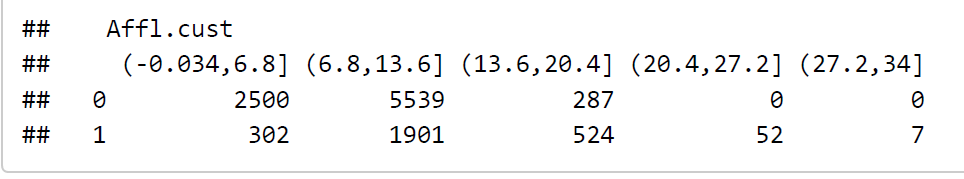 ##    Affl.cust
##     (-0.034,6.8] (6.8,13.6] (13.6,20.4] (20.4,27.2] (27.2,34]
##   0         2500       5539         287           0         0
##   1          302       1901         524          52         7